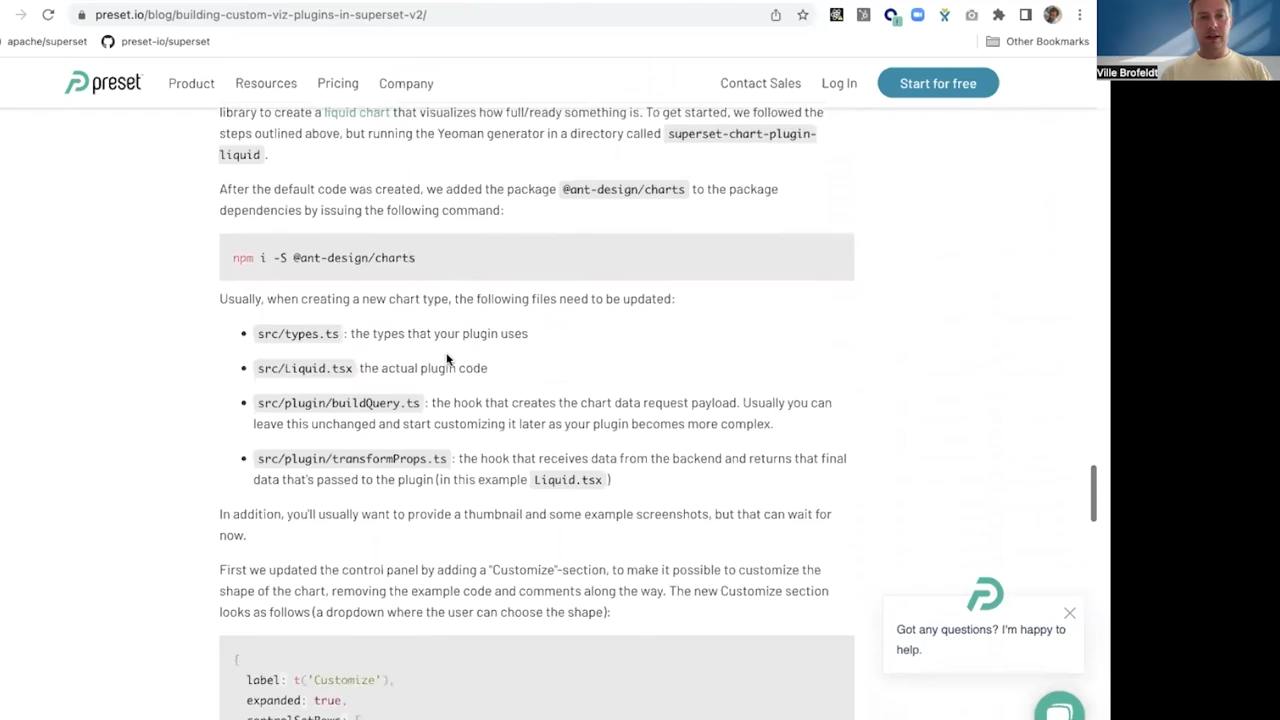 preset.io/blog/building-custom-viz-plugins-in-superset-v2/
apache/superset
preset-io/superset
Other Bookmarks
Ville Brofeldt
preset
Product
Resources
Pricing
Company
Contact Sales
Log In
Start for free
library to create a liquid chart that visualizes how full/ready something is. To get started, we followed the
steps outlined above, but running the Yeoman generator in a directory called superset-chart-plugin-
liquid .
After the default code was created, we added the package @ant-design/charts to the package
dependencies by issuing the following command:
npm i -S @ant-design/charts
Usually, when creating a new chart type, the following files need to be updated:
• src/types.ts : the types that your plugin uses
• src/Liquid.tsx the actual plugin code
• src/plugin/buildQuery.ts : the hook that creates the chart data request payload. Usually you can
leave this unchanged and start customizing it later as your plugin becomes more complex.
• src/plugin/transformProps.ts : the hook that receives data from the backend and returns that final
data that's passed to the plugin (in this example Liquid.tsx )
In addition, you'll usually want to provide a thumbnail and some example screenshots, but that can wait for
now.
First we updated the control panel by adding a "Customize"-section, to make it possible to customize the
shape of the chart, removing the example code and comments along the way. The new Customize section
looks as follows (a dropdown where the user can choose the shape):
{
label: t('Customize'),
expanded: true,
controlSetRows: [
Got any questions? I'm happy to
help.